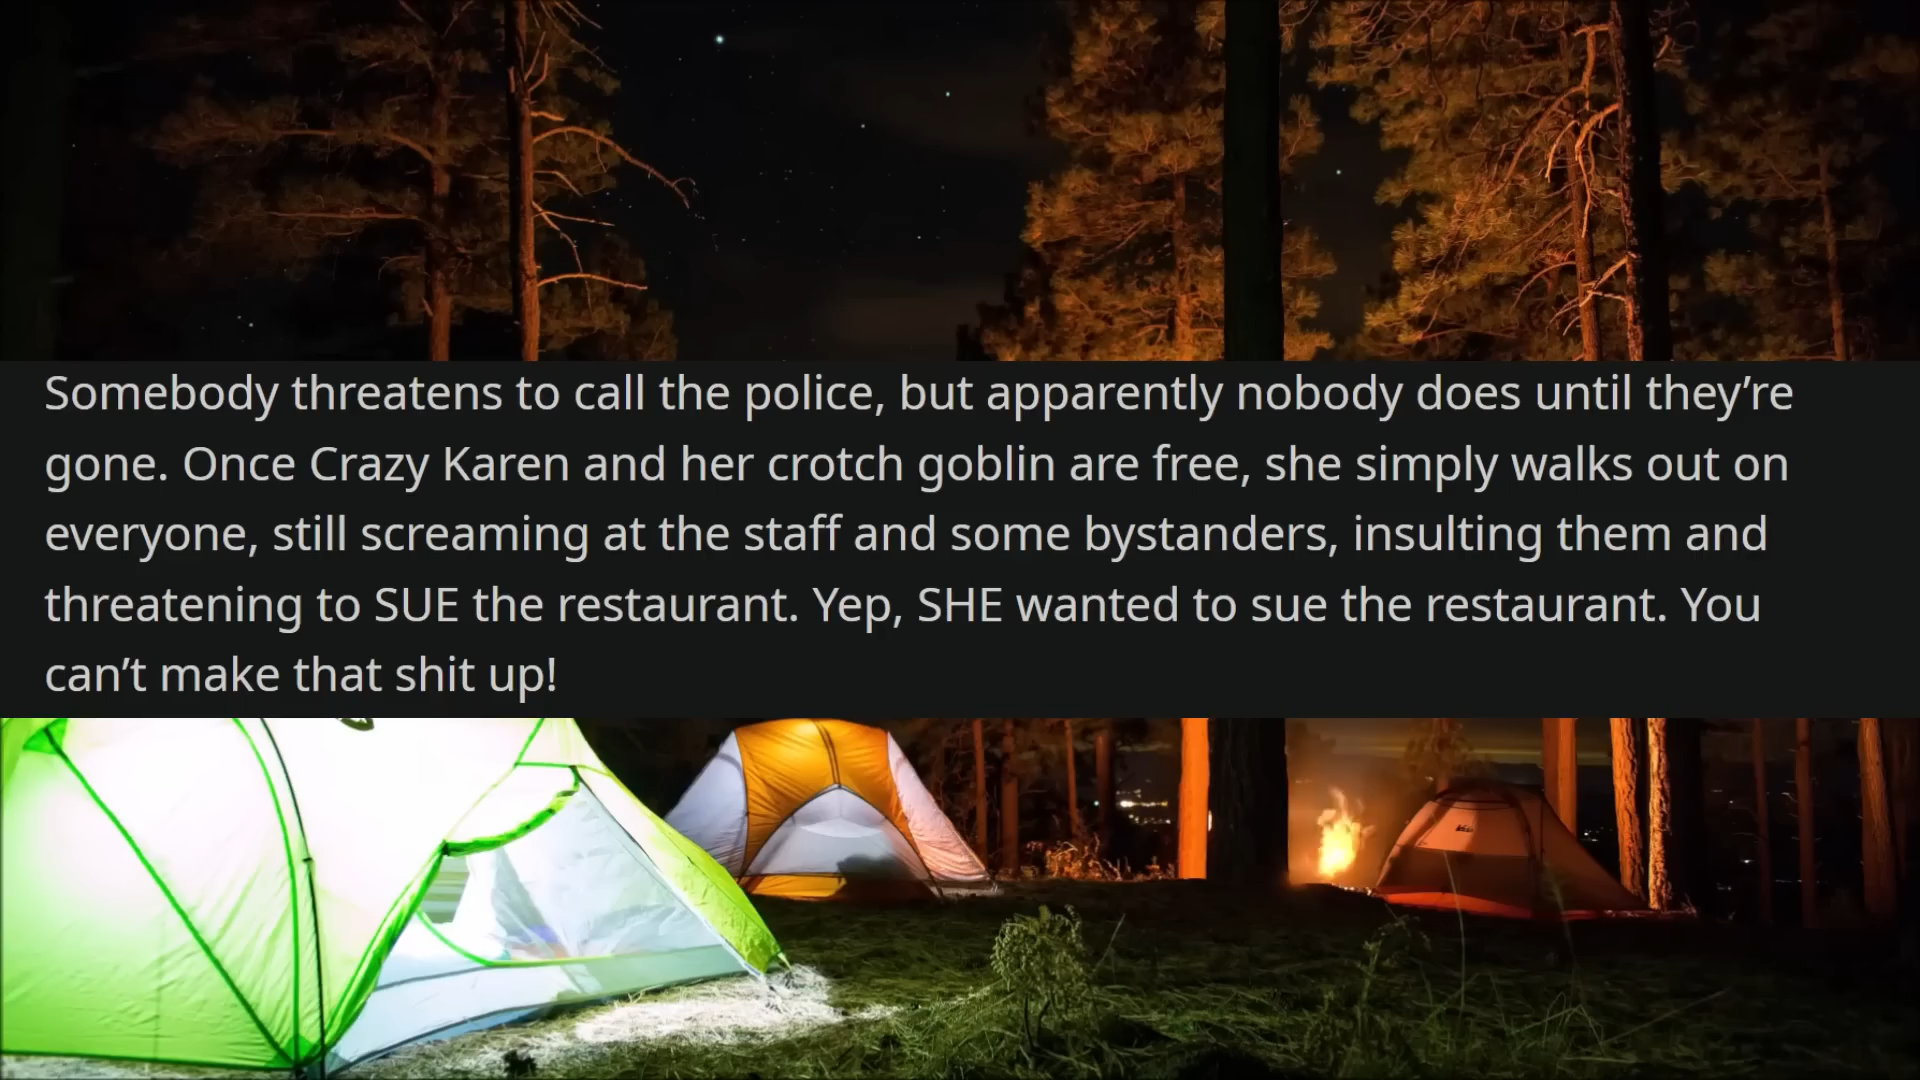 Somebody threatens to call the police, but apparently nobody does until they’re
gone. Once Crazy Karen and her crotch goblin are free, she simply walks out on
everyone, still screaming at the staff and some bystanders, insulting them and
threatening to SUE the restaurant. Yep, SHE wanted to sue the restaurant. You
can’t make that shit up!